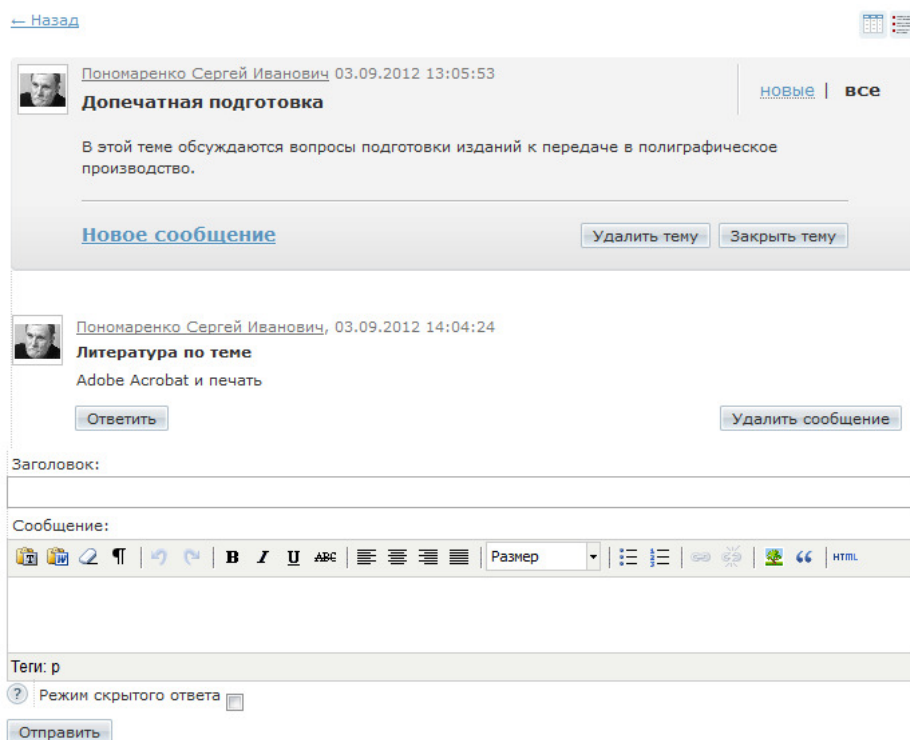 ← Назад
Пономаренко Сергей Иванович 03.09.2012 13:05:53
новые | все
Допечатная подготовка
В этой теме обсуждаются вопросы подготовки изданий к передаче в полиграфическое
производство.
Новое сообщение Удалить тему Закрыть тему
Пономаренко Сергей Иванович, 03.09.2012 14:04:24
Литература по теме
Adobe Acrobat и печать
Ответить Удалить сообщение
Заголовок:
Сообщение:
B I U ABC Размер HTML
Теги: p
? Режим скрытого ответа
Отправить